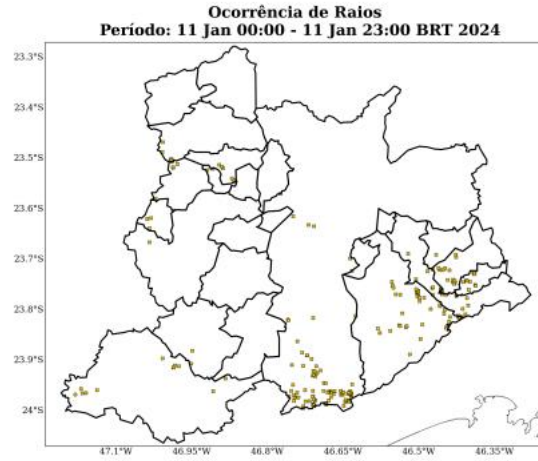 Ocorrência de Raios
Período: 11 Jan 00:00 - 11 Jan 23:00 BRT 2024
23.3°S
23.4°S
23.5°S
23.6°S
23.7°S
23.8°S
23.9°S
24°S
47.1°W
46.95°W
46.8°W
46.65°W
46.5°W
46.35°W